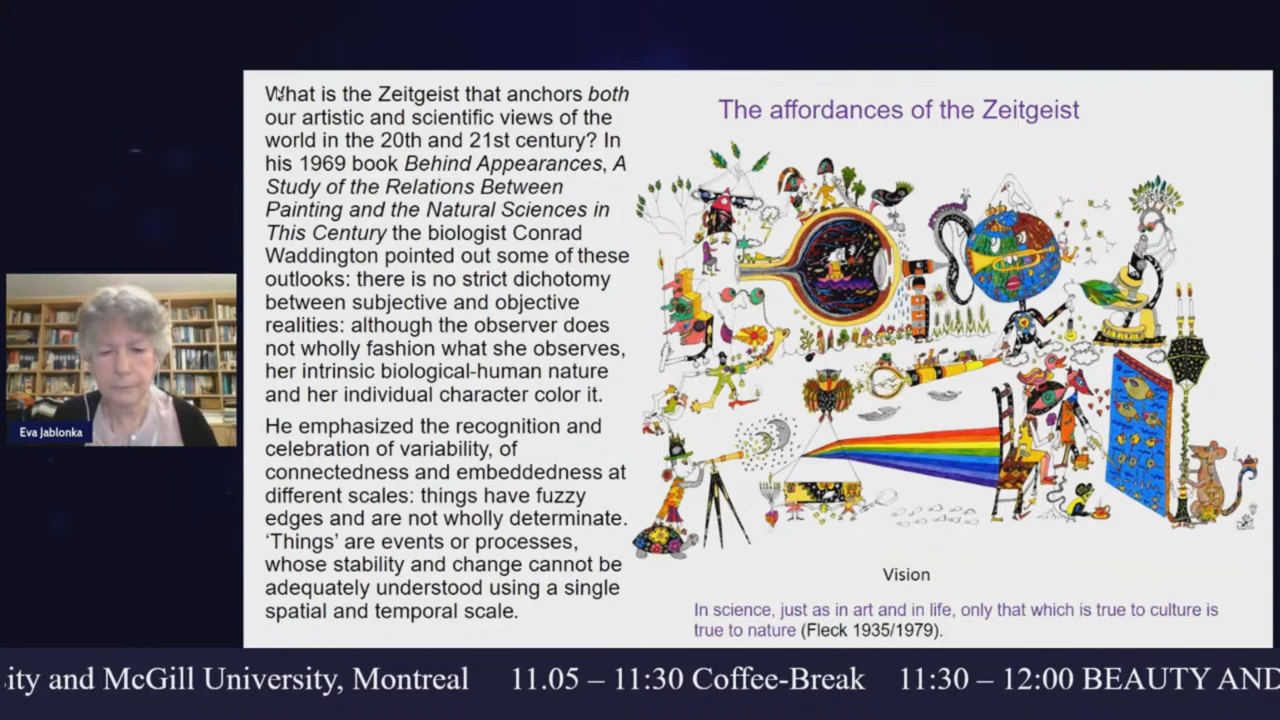 What is the Zeitgeist that anchors both
our artistic and scientific views of the
world in the 20th and 21st century? In
his 1969 book Behind Appearances, A
Study of the Relations Between
Painting and the Natural Sciences in
This Century the biologist Conrad
Waddington pointed out some of these
outlooks: there is no strict dichotomy
between subjective and objective
realities: although the observer does
not wholly fashion what she observes,
her intrinsic biological-human nature
and her individual character color it.
He emphasized the recognition and
celebration of variability, of
connectedness and embeddedness at
different scales: things have fuzzy
edges and are not wholly determinate.
‘Things’ are events or processes,
whose stability and change cannot be
adequately understood using a single
spatial and temporal scale.
The affordances of the Zeitgeist
Vision
In science, just as in art and in life, only that which is true to culture is
true to nature (Fleck 1935/1979).
Eva Jablonka
ity and McGill University, Montreal 11.05 – 11:30 Coffee-Break 11:30 – 12:00 BEAUTY AND